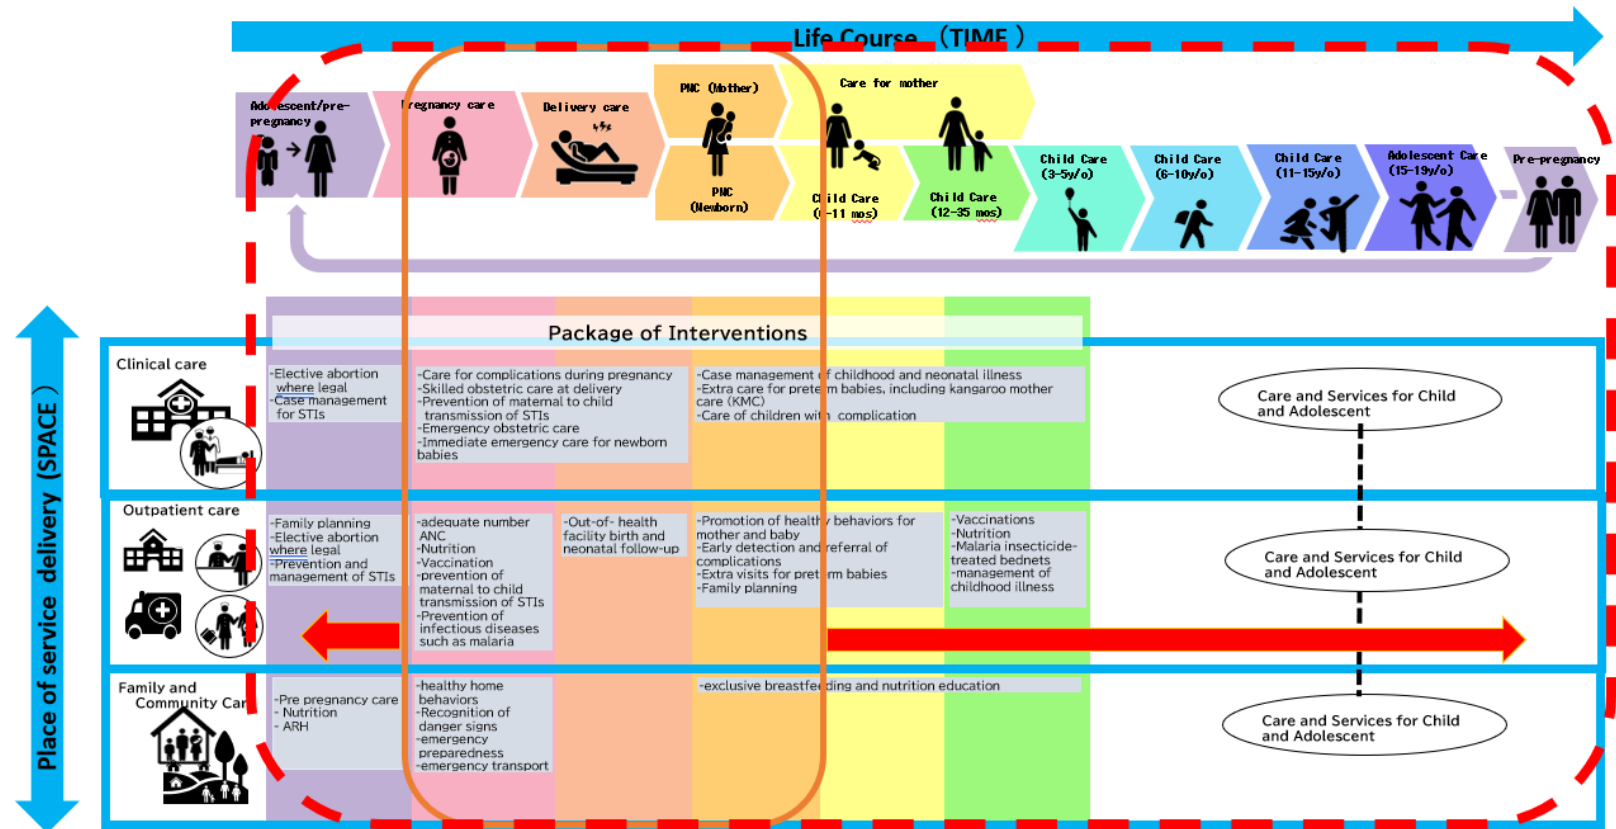 Life Course （TIME ）
Adolescent/pre-
pregnancy
Pregnancy care
Delivery care
PNC (Mother)
Care for mother
PNC
(Newborn)
Child Care
(0-11 mos)
Child Care
(12-35 mos)
Child Care
(3-5y/o)
Child Care
(6-10y/o)
Child Care
(11-15y/o)
Adolescent Care
(15-19y/o)
Pre-pregnancy
Place of service delivery (SPACE）
Package of Interventions
Clinical care
-Elective abortion
where legal
-Case management
for STIs
-Care for complications during pregnancy
-Skilled obstetric care at delivery
-Prevention of maternal to child
transmission of STIs
-Emergency obstetric care
-Immediate emergency care for newborn
babies
-Case management of childhood and neonatal illness
-Extra care for preterm babies, including kangaroo mother
care (KMC)
-Care of children with complication
Care and Services for Child
and Adolescent
Outpatient care
-Family planning
-Elective abortion
where legal
-Prevention and
management of STIs
-adequate number
ANC
-Nutrition
-Vaccination
-prevention of
maternal to child
transmission of STIs
-Prevention of
infectious diseases
such as malaria
-Out-of- health
facility birth and
neonatal follow-up
-Promotion of healthy behaviors for
mother and baby
-Early detection and referral of
complications
-Extra visits for preterm babies
-Family planning
-Vaccinations
-Nutrition
-Malaria insecticide-
treated bednets
-management of
childhood illness
Care and Services for Child
and Adolescent
Family and
Community Care
-Pre pregnancy care
- Nutrition
- ARH
-healthy home
behaviors
-Recognition of
danger signs
-emergency
preparedness
-emergency transport
-exclusive breastfeeding and nutrition education
Care and Services for Child
and Adolescent